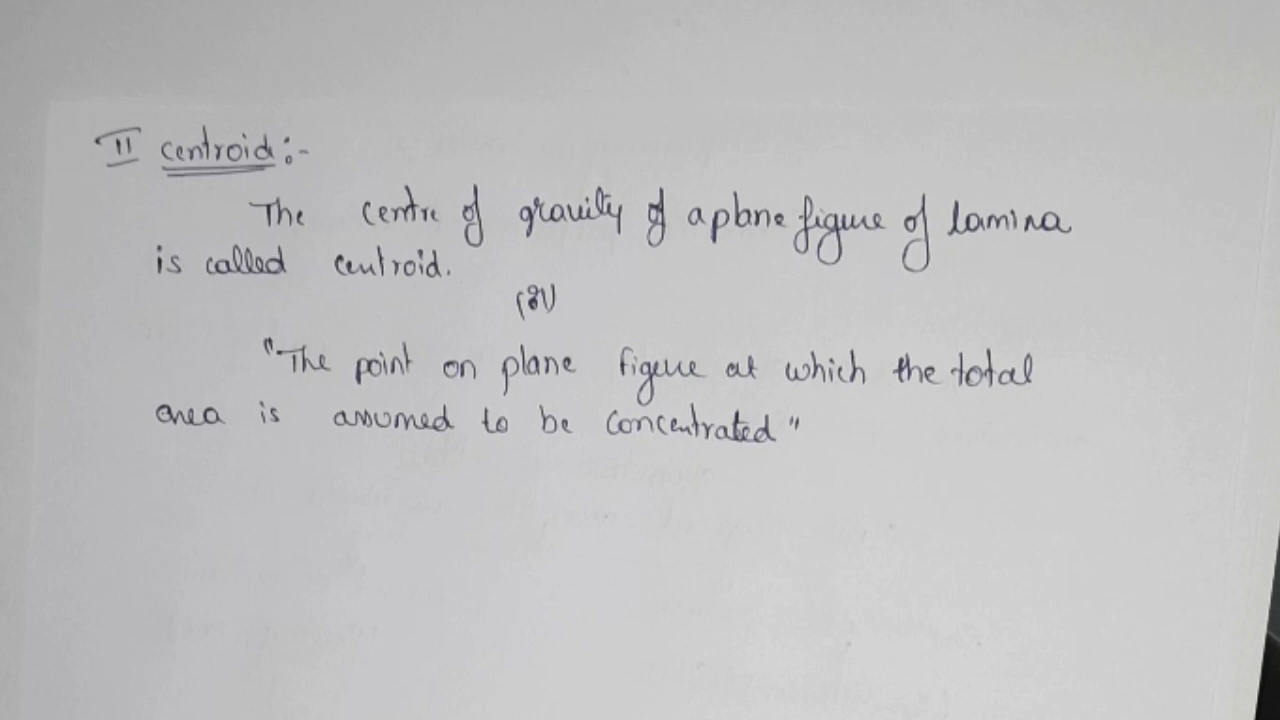 II centroid:-
The centre of gravity of a plane figure of lamina
is called centroid.
(or)
"The point on plane figure at which the total
area is assumed to be concentrated"